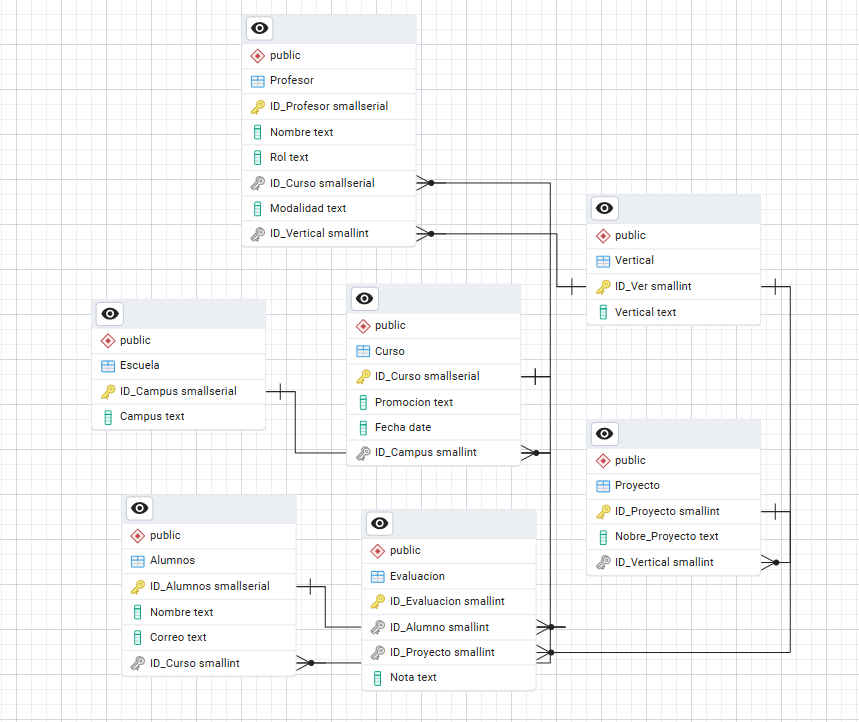 public
Profesor
ID_Profesor smallserial
Nombre text
Rol text
ID_Curso smallserial
Modalidad text
ID_Vertical smallint
public
Vertical
ID_Ver smallint
Vertical text
public
Escuela
ID_Campus smallserial
Campus text
public
Curso
ID_Curso smallserial
Promocion text
Fecha date
ID_Campus smallint
public
Proyecto
ID_Proyecto smallint
Nobre_Proyecto text
ID_Vertical smallint
public
Alumnos
ID_Alumnos smallserial
Nombre text
Correo text
ID_Curso smallint
public
Evaluacion
ID_Evaluacion smallint
ID_Alumno smallint
ID_Proyecto smallint
Nota text